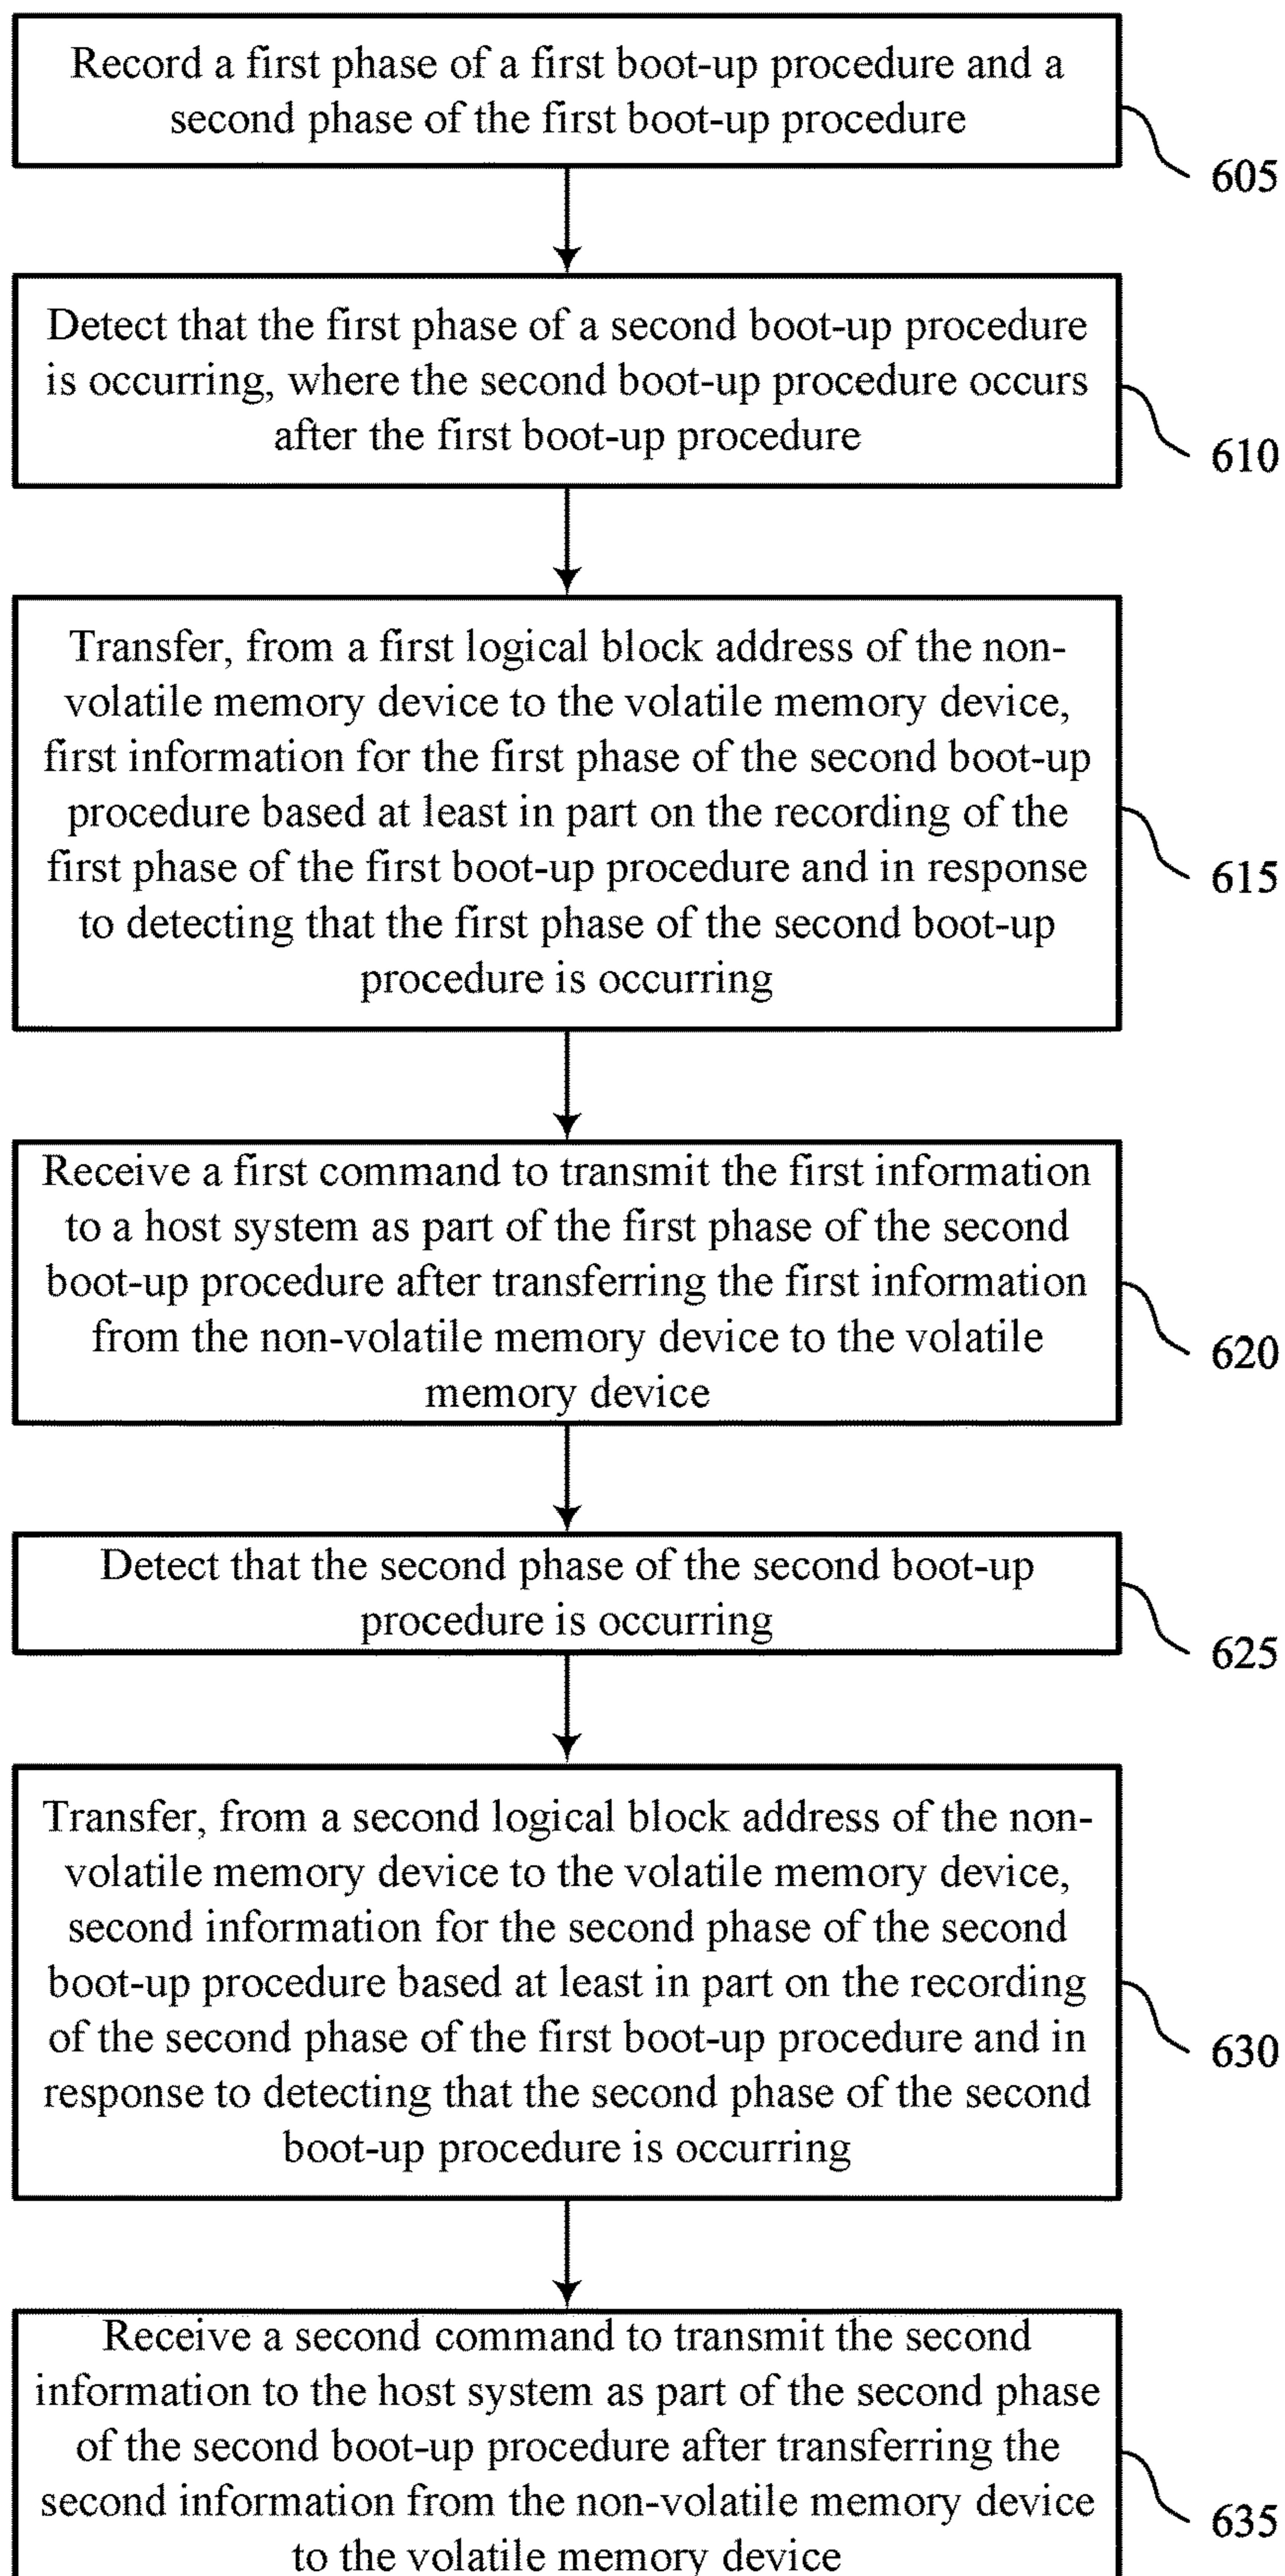 Record a first phase of a first boot-up procedure and a
second phase of the first boot-up procedure
605
Detect that the first phase of a second boot-up procedure
is occurring, where the second boot-up procedure occurs
after the first boot-up procedure
610
Transfer, from a first logical block address of the non-
volatile memory device to the volatile memory device,
first information for the first phase of the second boot-up
procedure based at least in part on the recording of the
first phase of the first boot-up procedure and in response
to detecting that the first phase of the second boot-up
procedure is occurring
615
Receive a first command to transmit the first information
to a host system as part of the first phase of the second
boot-up procedure after transferring the first information
from the non-volatile memory device to the volatile
memory device
620
Detect that the second phase of the second boot-up
procedure is occurring
625
Transfer, from a second logical block address of the non-
volatile memory device to the volatile memory device,
second information for the second phase of the second
boot-up procedure based at least in part on the recording
of the second phase of the first boot-up procedure and in
response to detecting that the second phase of the second
boot-up procedure is occurring
630
Receive a second command to transmit the second
information to the host system as part of the second phase
of the second boot-up procedure after transferring the
second information from the non-volatile memory device
to the volatile memory device
635